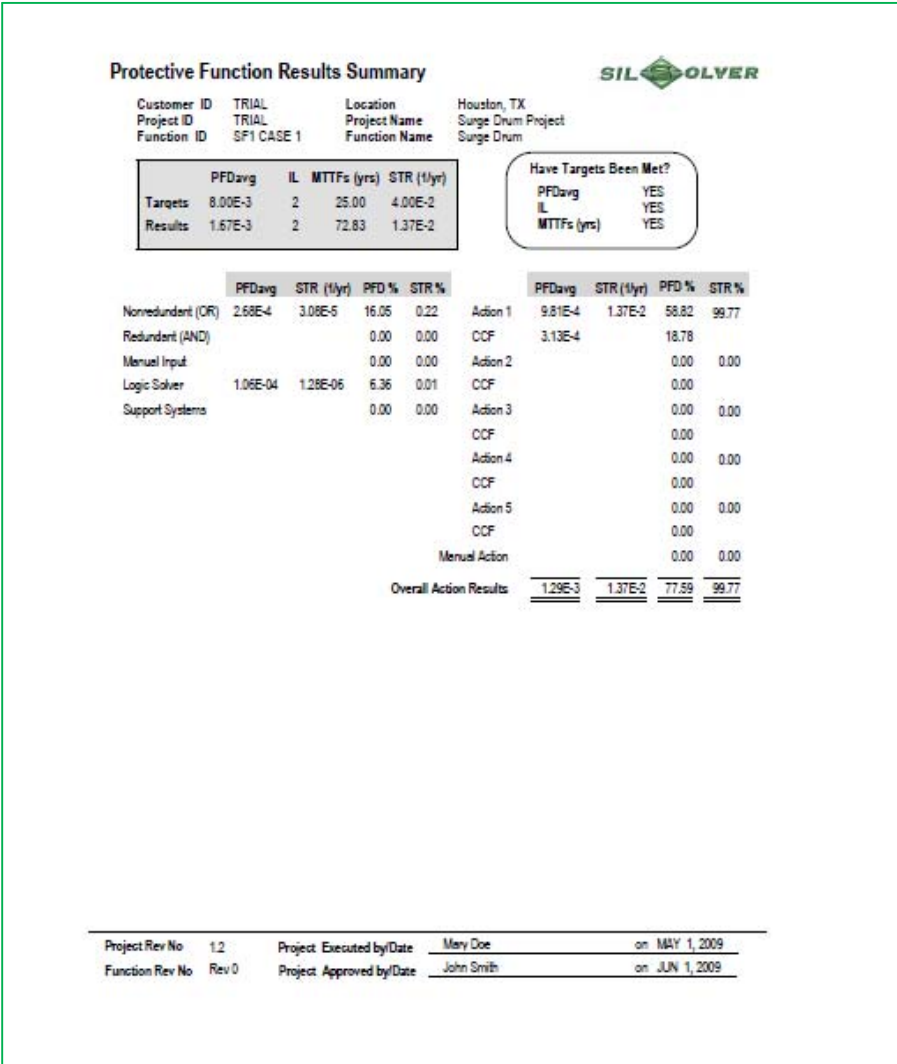 Protective Function Results Summary
SIL SOLVER
Customer ID TRIAL Location Houston, TX
Project ID TRIAL Project Name Surge Drum Project
Function ID SF1 CASE 1 Function Name Surge Drum
PFDavg IL MTTFs (yrs) STR (1/yr)
Targets 8.00E-3 2 25.00 4.00E-2
Results 1.67E-3 2 72.83 1.37E-2
Have Targets Been Met?
PFDavg YES
IL YES
MTTFs (yrs) YES
PFDavg STR (1/yr) PFD % STR % PFDavg STR (1/yr) PFD % STR %
Nonredundant (OR) 2.68E-4 3.08E-5 16.05 0.22 Action 1 9.81E-4 1.37E-2 58.82 99.77
Redundant (AND) 0.00 0.00 CCF 3.13E-4 18.78
Manual Input 0.00 0.00 Action 2 0.00 0.00
Logic Solver 1.06E-04 1.28E-06 6.36 0.01 CCF 0.00
Support Systems 0.00 0.00 Action 3 0.00 0.00
CCF 0.00
Action 4 0.00 0.00
CCF 0.00
Action 5 0.00 0.00
CCF 0.00
Manual Action 0.00 0.00
Overall Action Results 1.29E-3 1.37E-2 77.59 99.77
Project Rev No 1.2 Project Executed by/Date Mary Doe on MAY 1, 2009
Function Rev No Rev 0 Project Approved by/Date John Smith on JUN 1, 2009